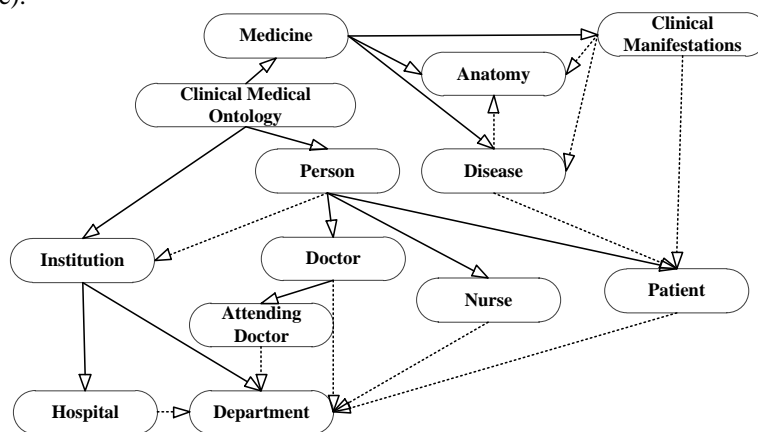 c).
Clinical
Manifestations
Medicine
Anatomy
Clinical Medical
Ontology
Person
Disease
Institution
Doctor
Nurse
Patient
Attending
Doctor
Hospital
Department